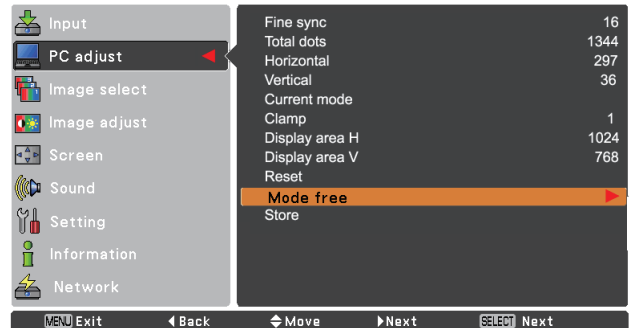 Input
PC adjust
Image select
Image adjust
Screen
Sound
Setting
Information
Network
Fine sync 16
Total dots 1344
Horizontal 297
Vertical 36
Current mode
Clamp 1
Display area H 1024
Display area V 768
Reset
Mode free
Store
MENU Exit Back Move Next SELECT Next